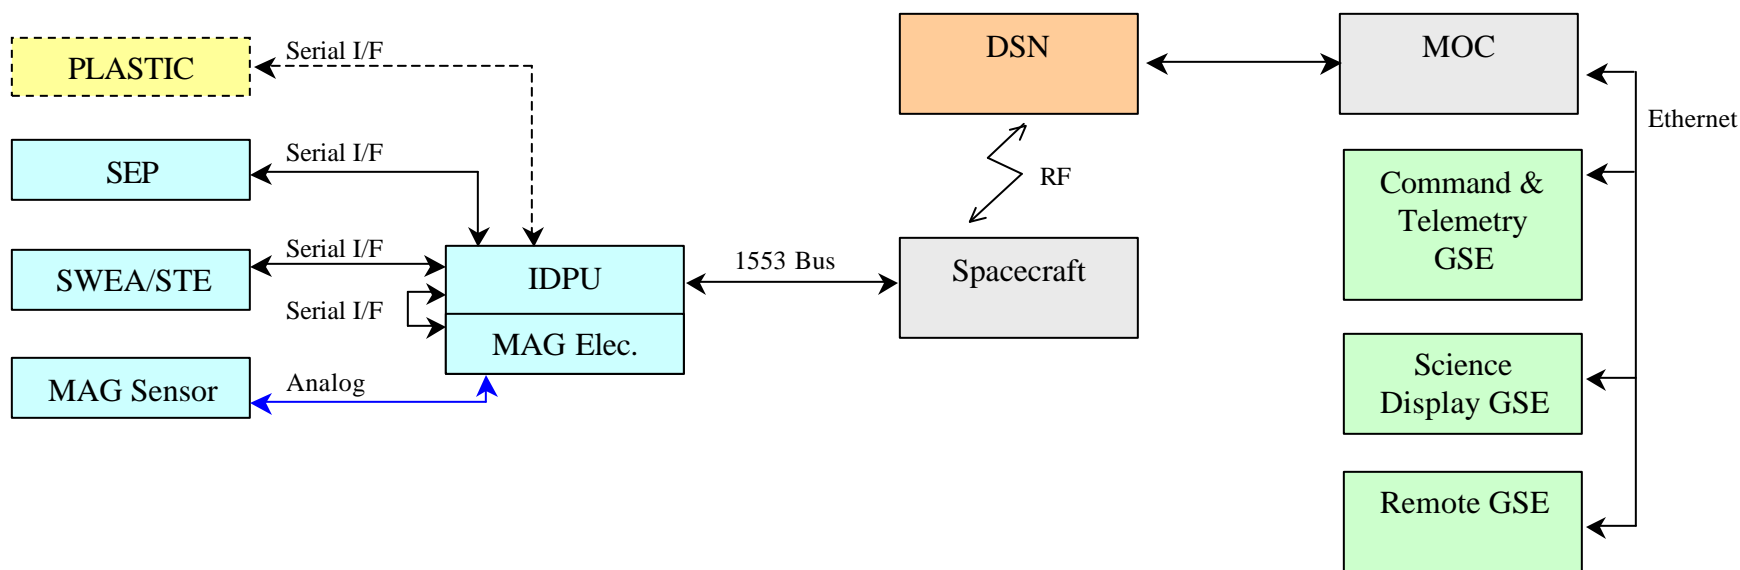 PLASTIC
Serial I/F
DSN
MOC
Ethernet
SEP
Serial I/F
RF
Command &
Telemetry
GSE
SWEA/STE
Serial I/F
Serial I/F
IDPU
MAG Elec.
1553 Bus
Spacecraft
MAG Sensor
Analog
Science
Display GSE
Remote GSE